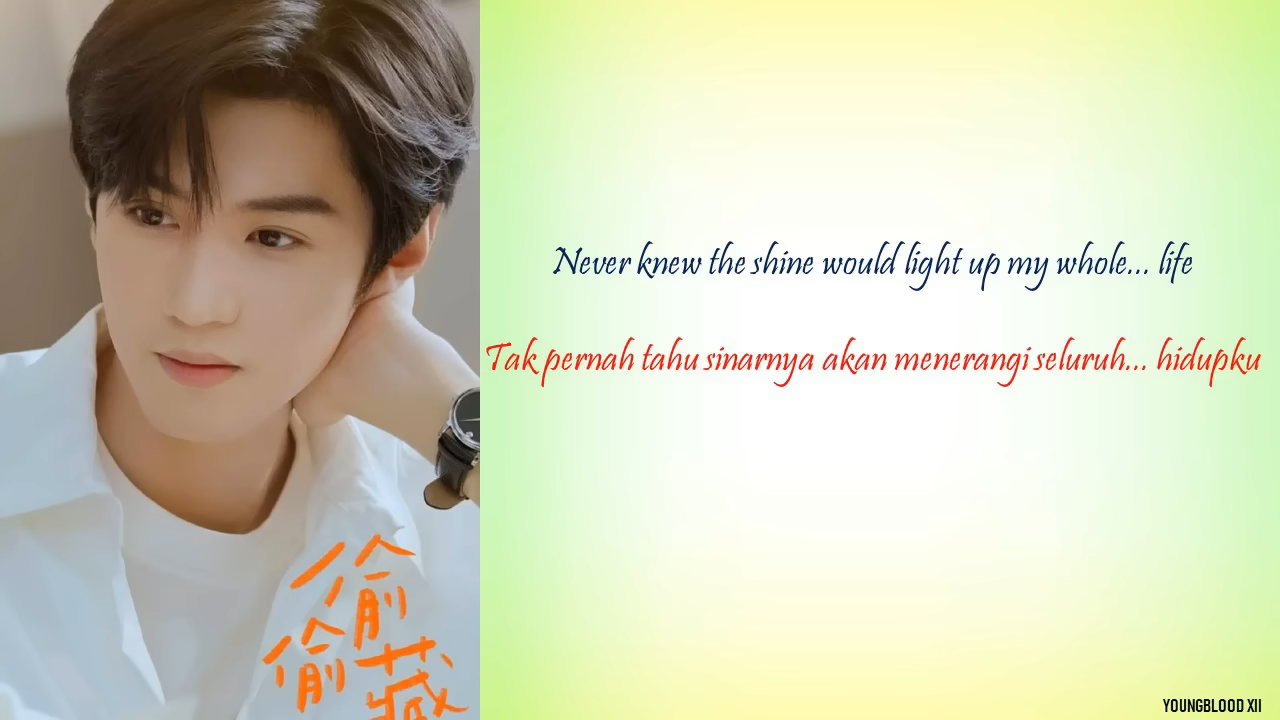 Never knew the shine would light up my whole... life
Tak pernah tahu sinarnya akan menerangi seluruh... hidupku
偷
偷
藏
YOUNGBLOOD XII